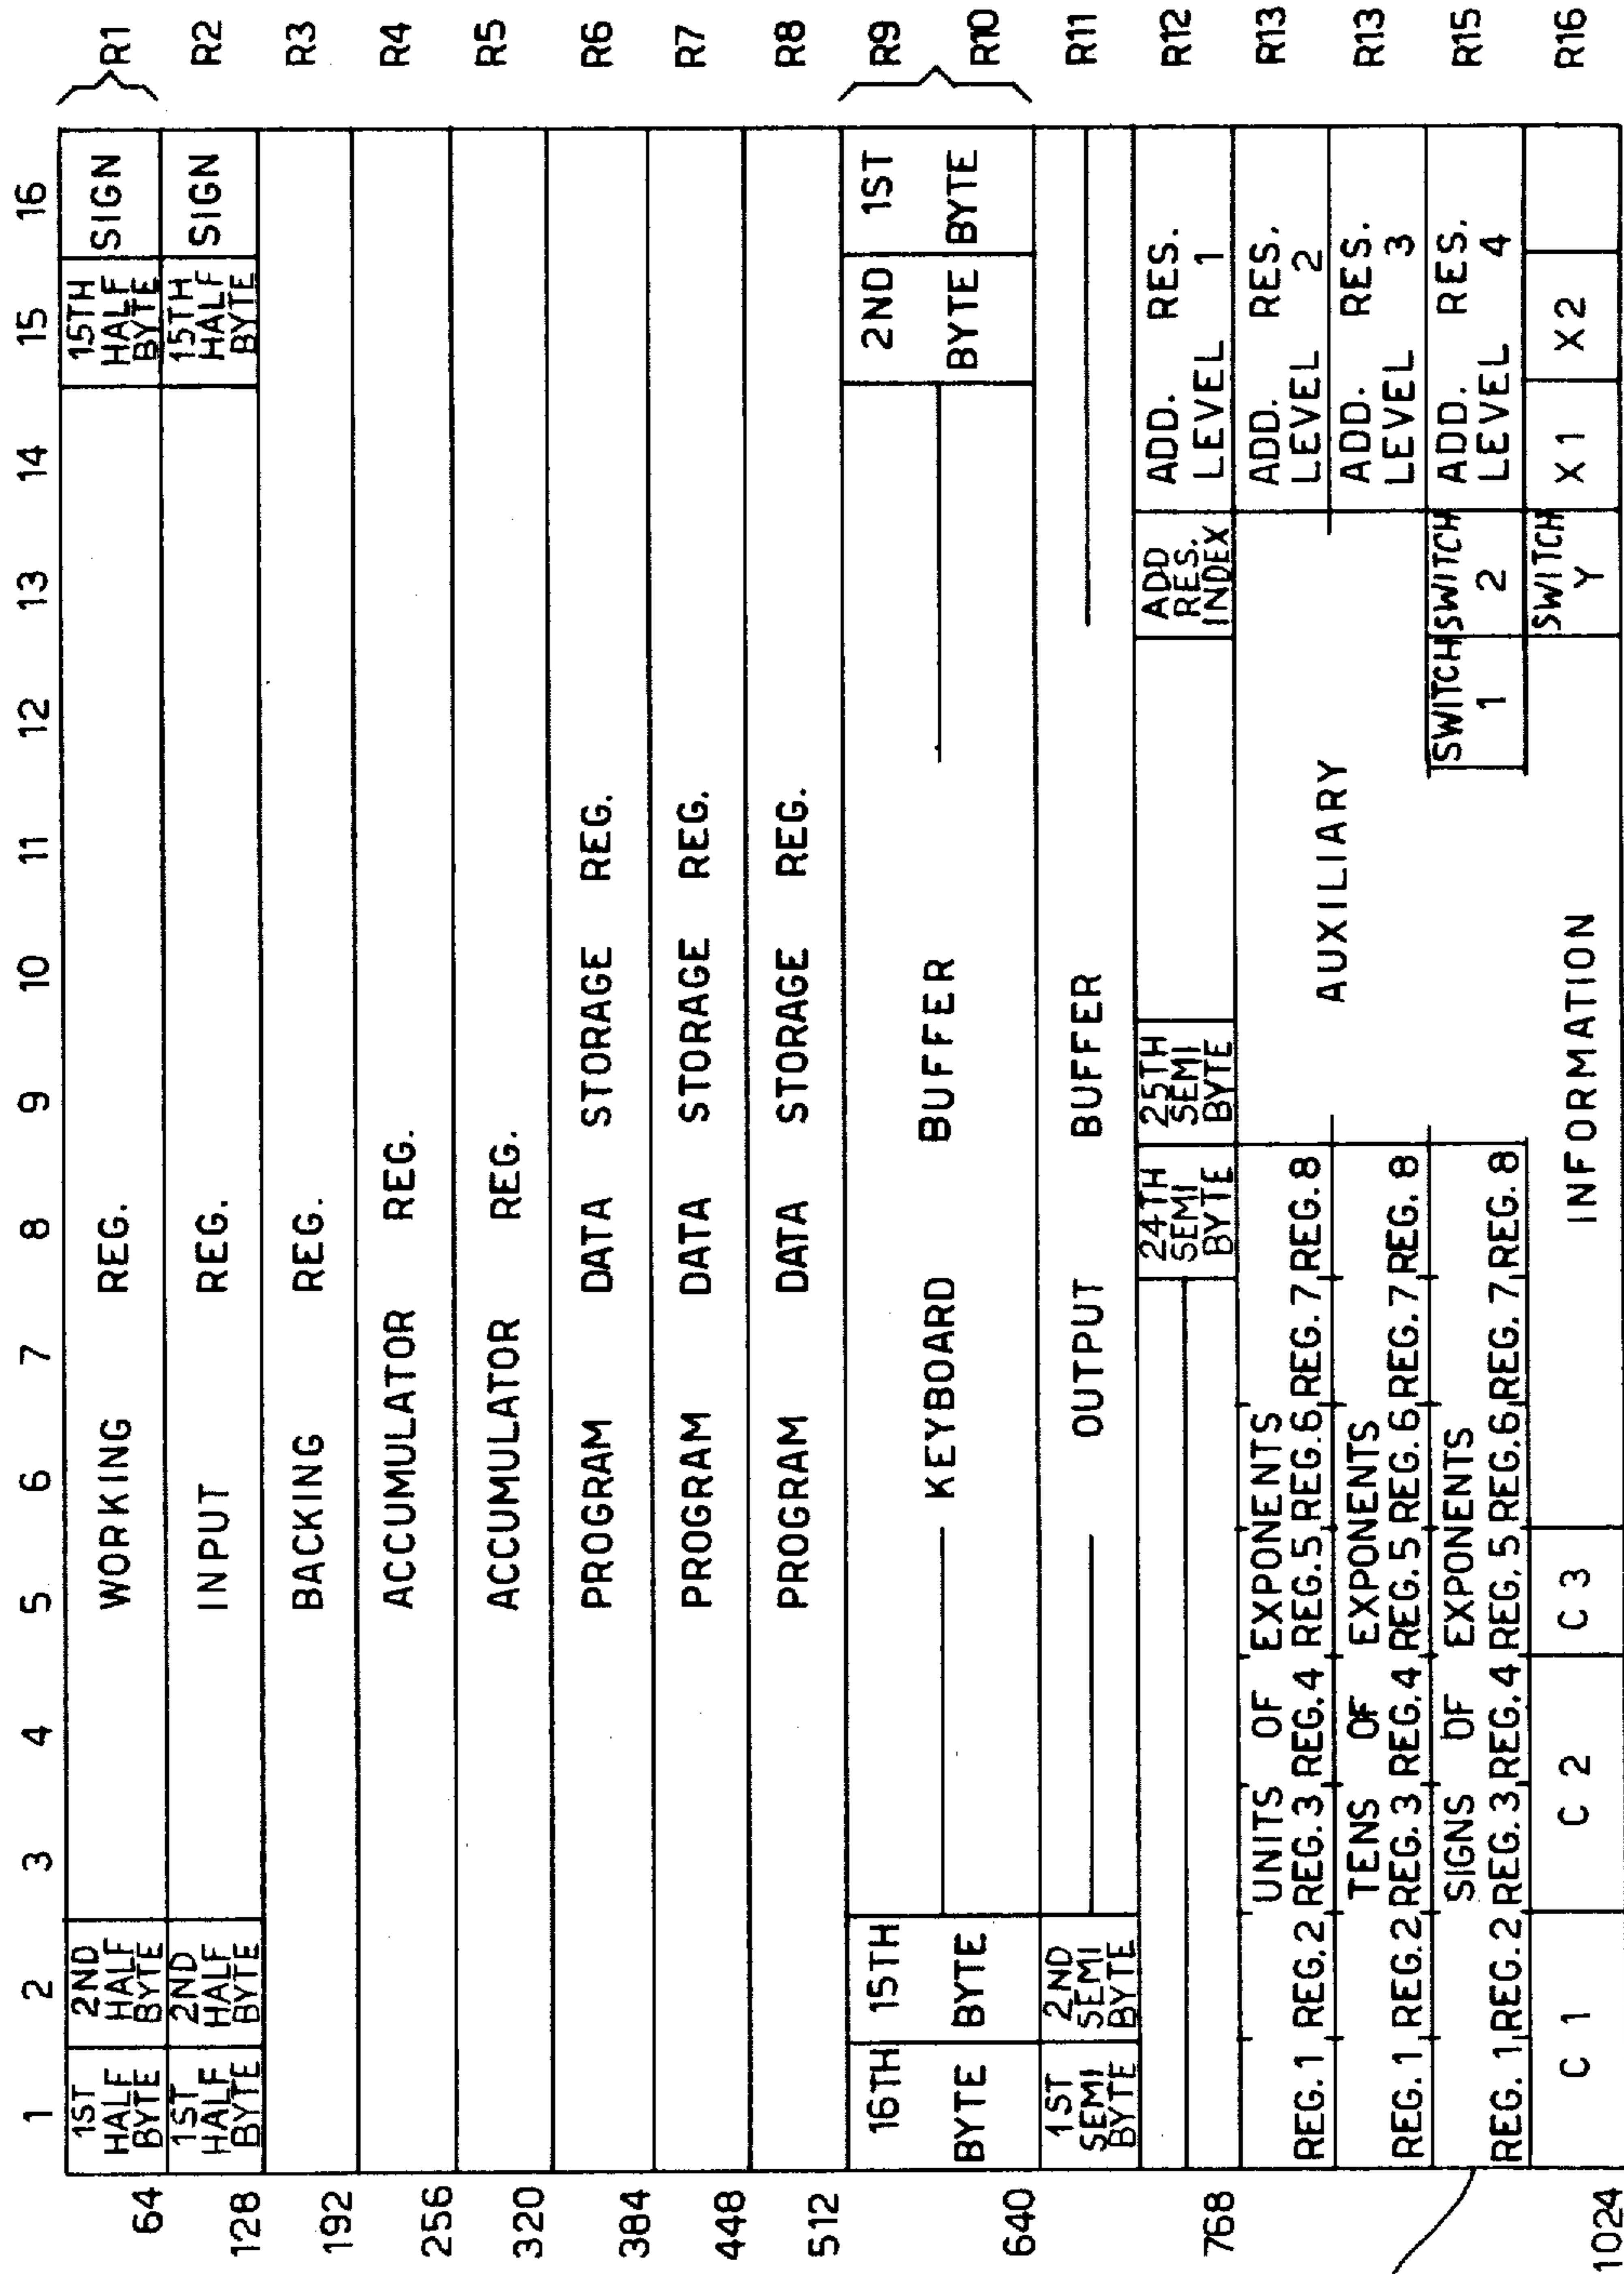 1 2 3 4 5 6 7 8 9 10 11 12 13 14 15 16
1ST HALF BYTE 2ND HALF BYTE WORKING REG. 15TH HALF BYTE SIGN R1
64
1ST HALF BYTE 2ND HALF BYTE INPUT REG. 15TH HALF BYTE SIGN R2
128
BACKING REG. R3
192
ACCUMULATOR REG. R4
256
ACCUMULATOR REG. R5
320
PROGRAM DATA STORAGE REG. R6
384
PROGRAM DATA STORAGE REG. R7
448
PROGRAM DATA STORAGE REG. R8
512
16TH BYTE 15TH BYTE KEYBOARD BUFFER 2ND BYTE 1ST BYTE R9 R10
640
1ST SEMI BYTE 2ND SEMI BYTE OUTPUT BUFFER R11
24TH SEMI BYTE 25TH SEMI BYTE ADD RES. INDEX ADD. RES. LEVEL 1 R12
768
UNITS OF EXPONENTS ADD. RES. LEVEL 2 R13
REG. 1 REG. 2 REG. 3 REG. 4 REG. 5 REG. 6 REG. 7 REG. 8
AUXILIARY
TENS OF EXPONENTS ADD. RES. LEVEL 3 R13
REG. 1 REG. 2 REG. 3 REG. 4 REG. 5 REG. 6 REG. 7 REG. 8
SIGNS OF EXPONENTS SWITCH 1 SWITCH 2 ADD. RES. LEVEL 4 R15
REG. 1 REG. 2 REG. 3 REG. 4 REG. 5 REG. 6 REG. 7 REG. 8
C 1 C 2 C 3 INFORMATION SWITCH Y X 1 X 2 R16
1024